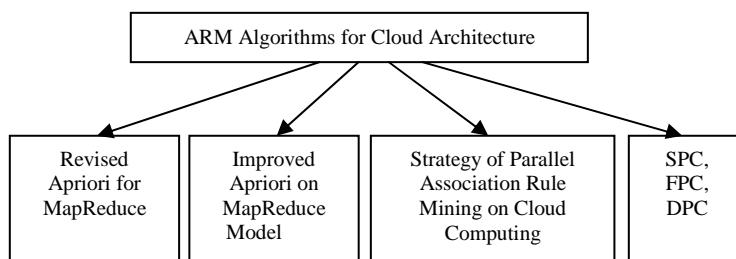 ARM Algorithms for Cloud Architecture
Revised
Apriori for
MapReduce
Improved
Apriori on
MapReduce
Model
Strategy of Parallel
Association Rule
Mining on Cloud
Computing
SPC,
FPC,
DPC